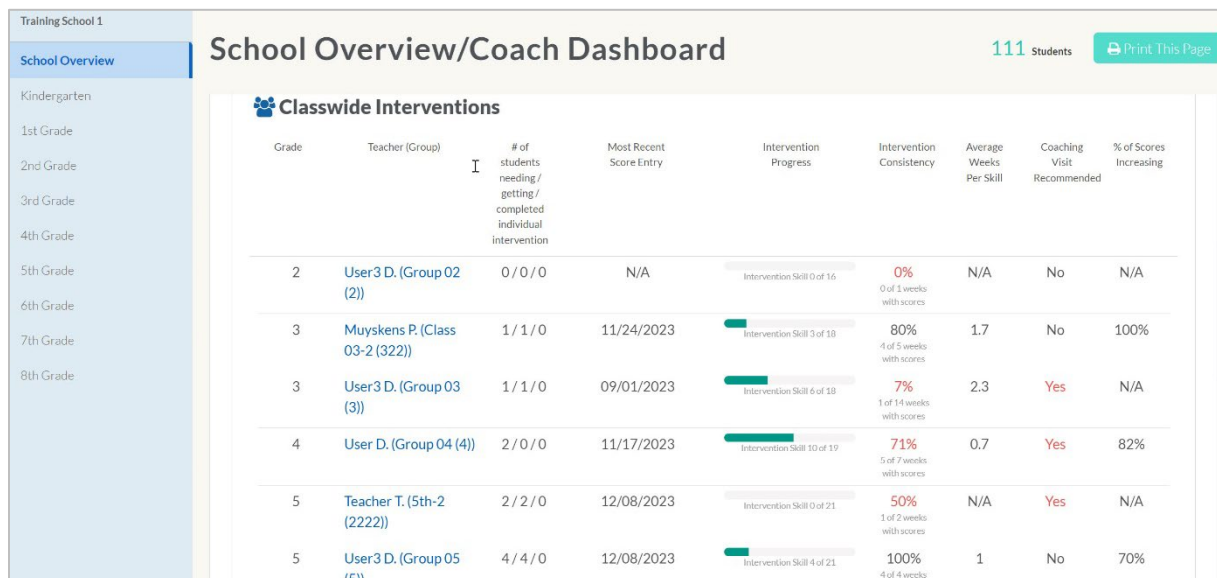 Training School 1
School Overview
Kindergarten
1st Grade
2nd Grade
3rd Grade
4th Grade
5th Grade
6th Grade
7th Grade
8th Grade
School Overview/Coach Dashboard
111 Students
Print This Page
Classwide Interventions
Grade
Teacher (Group)
# of
students
needing /
getting /
completed
individual
intervention
Most Recent
Score Entry
Intervention
Progress
Intervention
Consistency
Average
Weeks
Per Skill
Coaching
Visit
Recommended
% of Scores
Increasing
2 User3 D. (Group 02 0 / 0 / 0 N/A Intervention Skill 0 of 16 0% N/A No N/A
(2)) 0 of 1 weeks
with scores
3 Muyskens P. (Class 1 / 1 / 0 11/24/2023 Intervention Skill 3 of 18 80% 1.7 No 100%
03-2 (322)) 4 of 5 weeks
with scores
3 User3 D. (Group 03 1 / 1 / 0 09/01/2023 Intervention Skill 6 of 18 7% 2.3 Yes N/A
(3)) 1 of 14 weeks
with scores
4 User D. (Group 04 (4)) 2 / 0 / 0 11/17/2023 Intervention Skill 10 of 19 71% 0.7 Yes 82%
5 of 7 weeks
with scores
5 Teacher T. (5th-2 2 / 2 / 0 12/08/2023 Intervention Skill 0 of 21 50% N/A Yes N/A
(2222)) 1 of 2 weeks
with scores
5 User3 D. (Group 05 4 / 4 / 0 12/08/2023 Intervention Skill 4 of 21 100% 1 No 70%
(5)) 4 of 4 weeks